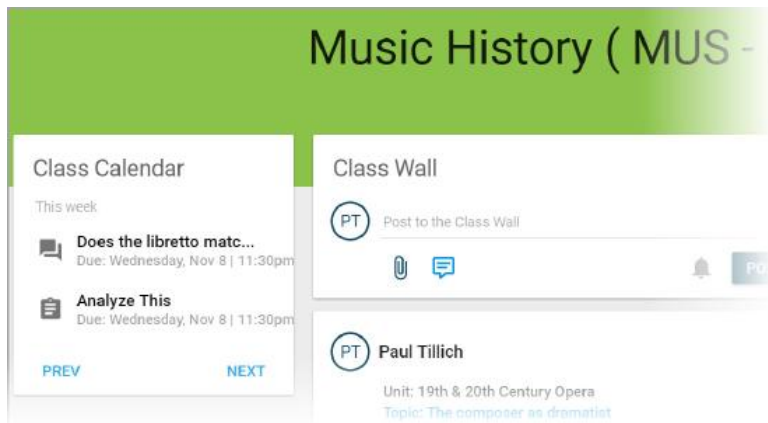 Music History ( MUS -
Class Calendar
This week
Does the libretto matc...
Due: Wednesday, Nov 8 | 11:30pm
Analyze This
Due: Wednesday, Nov 8 | 11:30pm
PREV NEXT
Class Wall
PT Post to the Class Wall
PO
PT Paul Tillich
Unit: 19th & 20th Century Opera
Topic: The composer as dramatist